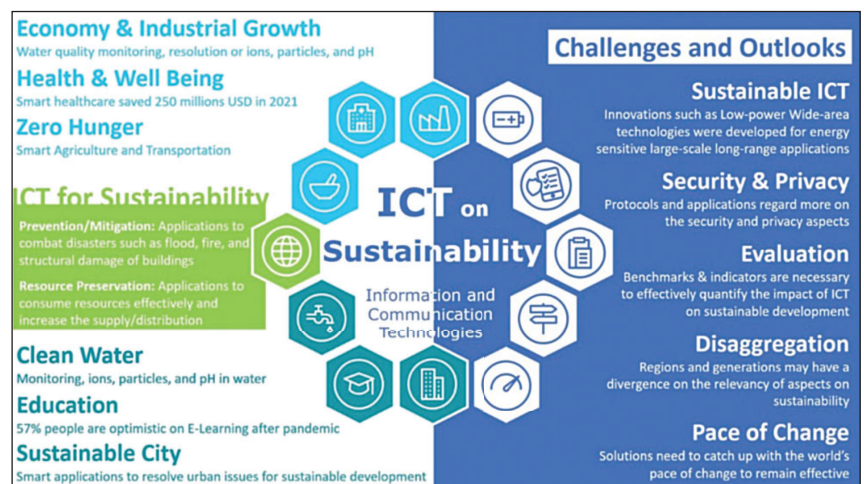 Economy & Industrial Growth
Water quality monitoring, resolution or ions, particles, and pH
Health & Well Being
Smart healthcare saved 250 millions USD in 2021
Zero Hunger
Smart Agriculture and Transportation
ICT for Sustainability
Prevention/Mitigation: Applications to
combat disasters such as flood, fire, and
structural damage of buildings
Resource Preservation: Applications to
consume resources effectively and
increase the supply/distribution
Clean Water
Monitoring, ions, particles, and pH in water
Education
57% people are optimistic on E-Learning after pandemic
Sustainable City
Smart applications to resolve urban issues for sustainable development
ICT on
Sustainability
Information and
Communication
Technologies
Challenges and Outlooks
Sustainable ICT
Innovations such as Low-power Wide-area
technologies were developed for energy
sensitive large-scale long-range applications
Security & Privacy
Protocols and applications regard more on
the security and privacy aspects
Evaluation
Benchmarks & indicators are necessary
to effectively quantify the impact of ICT
on sustainable development
Disaggregation
Regions and generations may have a
divergence on the relevancy of aspects on
sustainability
Pace of Change
Solutions need to catch up with the world's
pace of change to remain effective